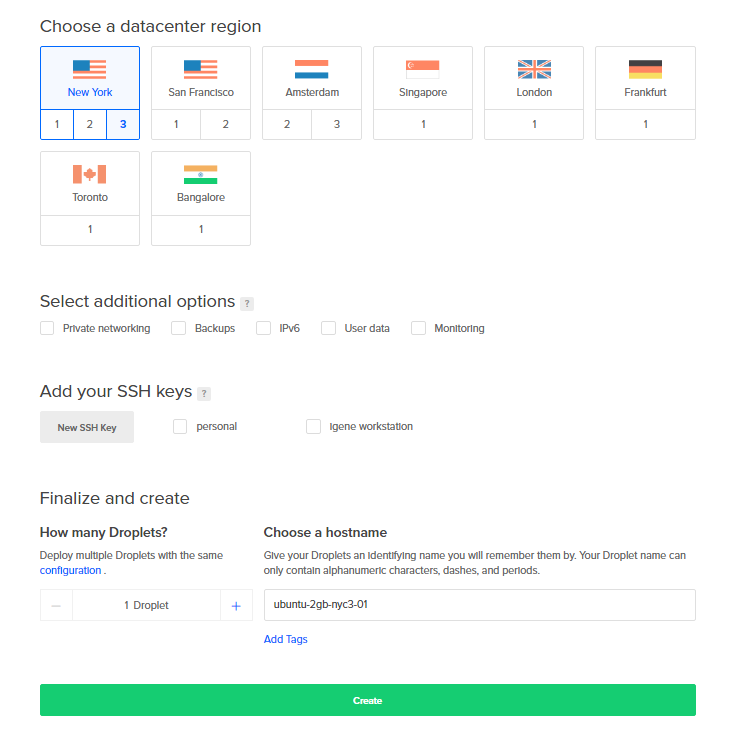 Choose a datacenter region
New York
San Francisco
Amsterdam
Singapore
London
Frankfurt
1 2 3
1 2
2 3
1
1
1
Toronto
Bangalore
1
1
Select additional options ?
Private networking Backups IPv6 User data Monitoring
Add your SSH keys ?
New SSH Key personal igene workstation
Finalize and create
How many Droplets?
Deploy multiple Droplets with the same
configuration .
− 1 Droplet +
Choose a hostname
Give your Droplets an identifying name you will remember them by. Your Droplet name can
only contain alphanumeric characters, dashes, and periods.
ubuntu-2gb-nyc3-01
Add Tags
Create